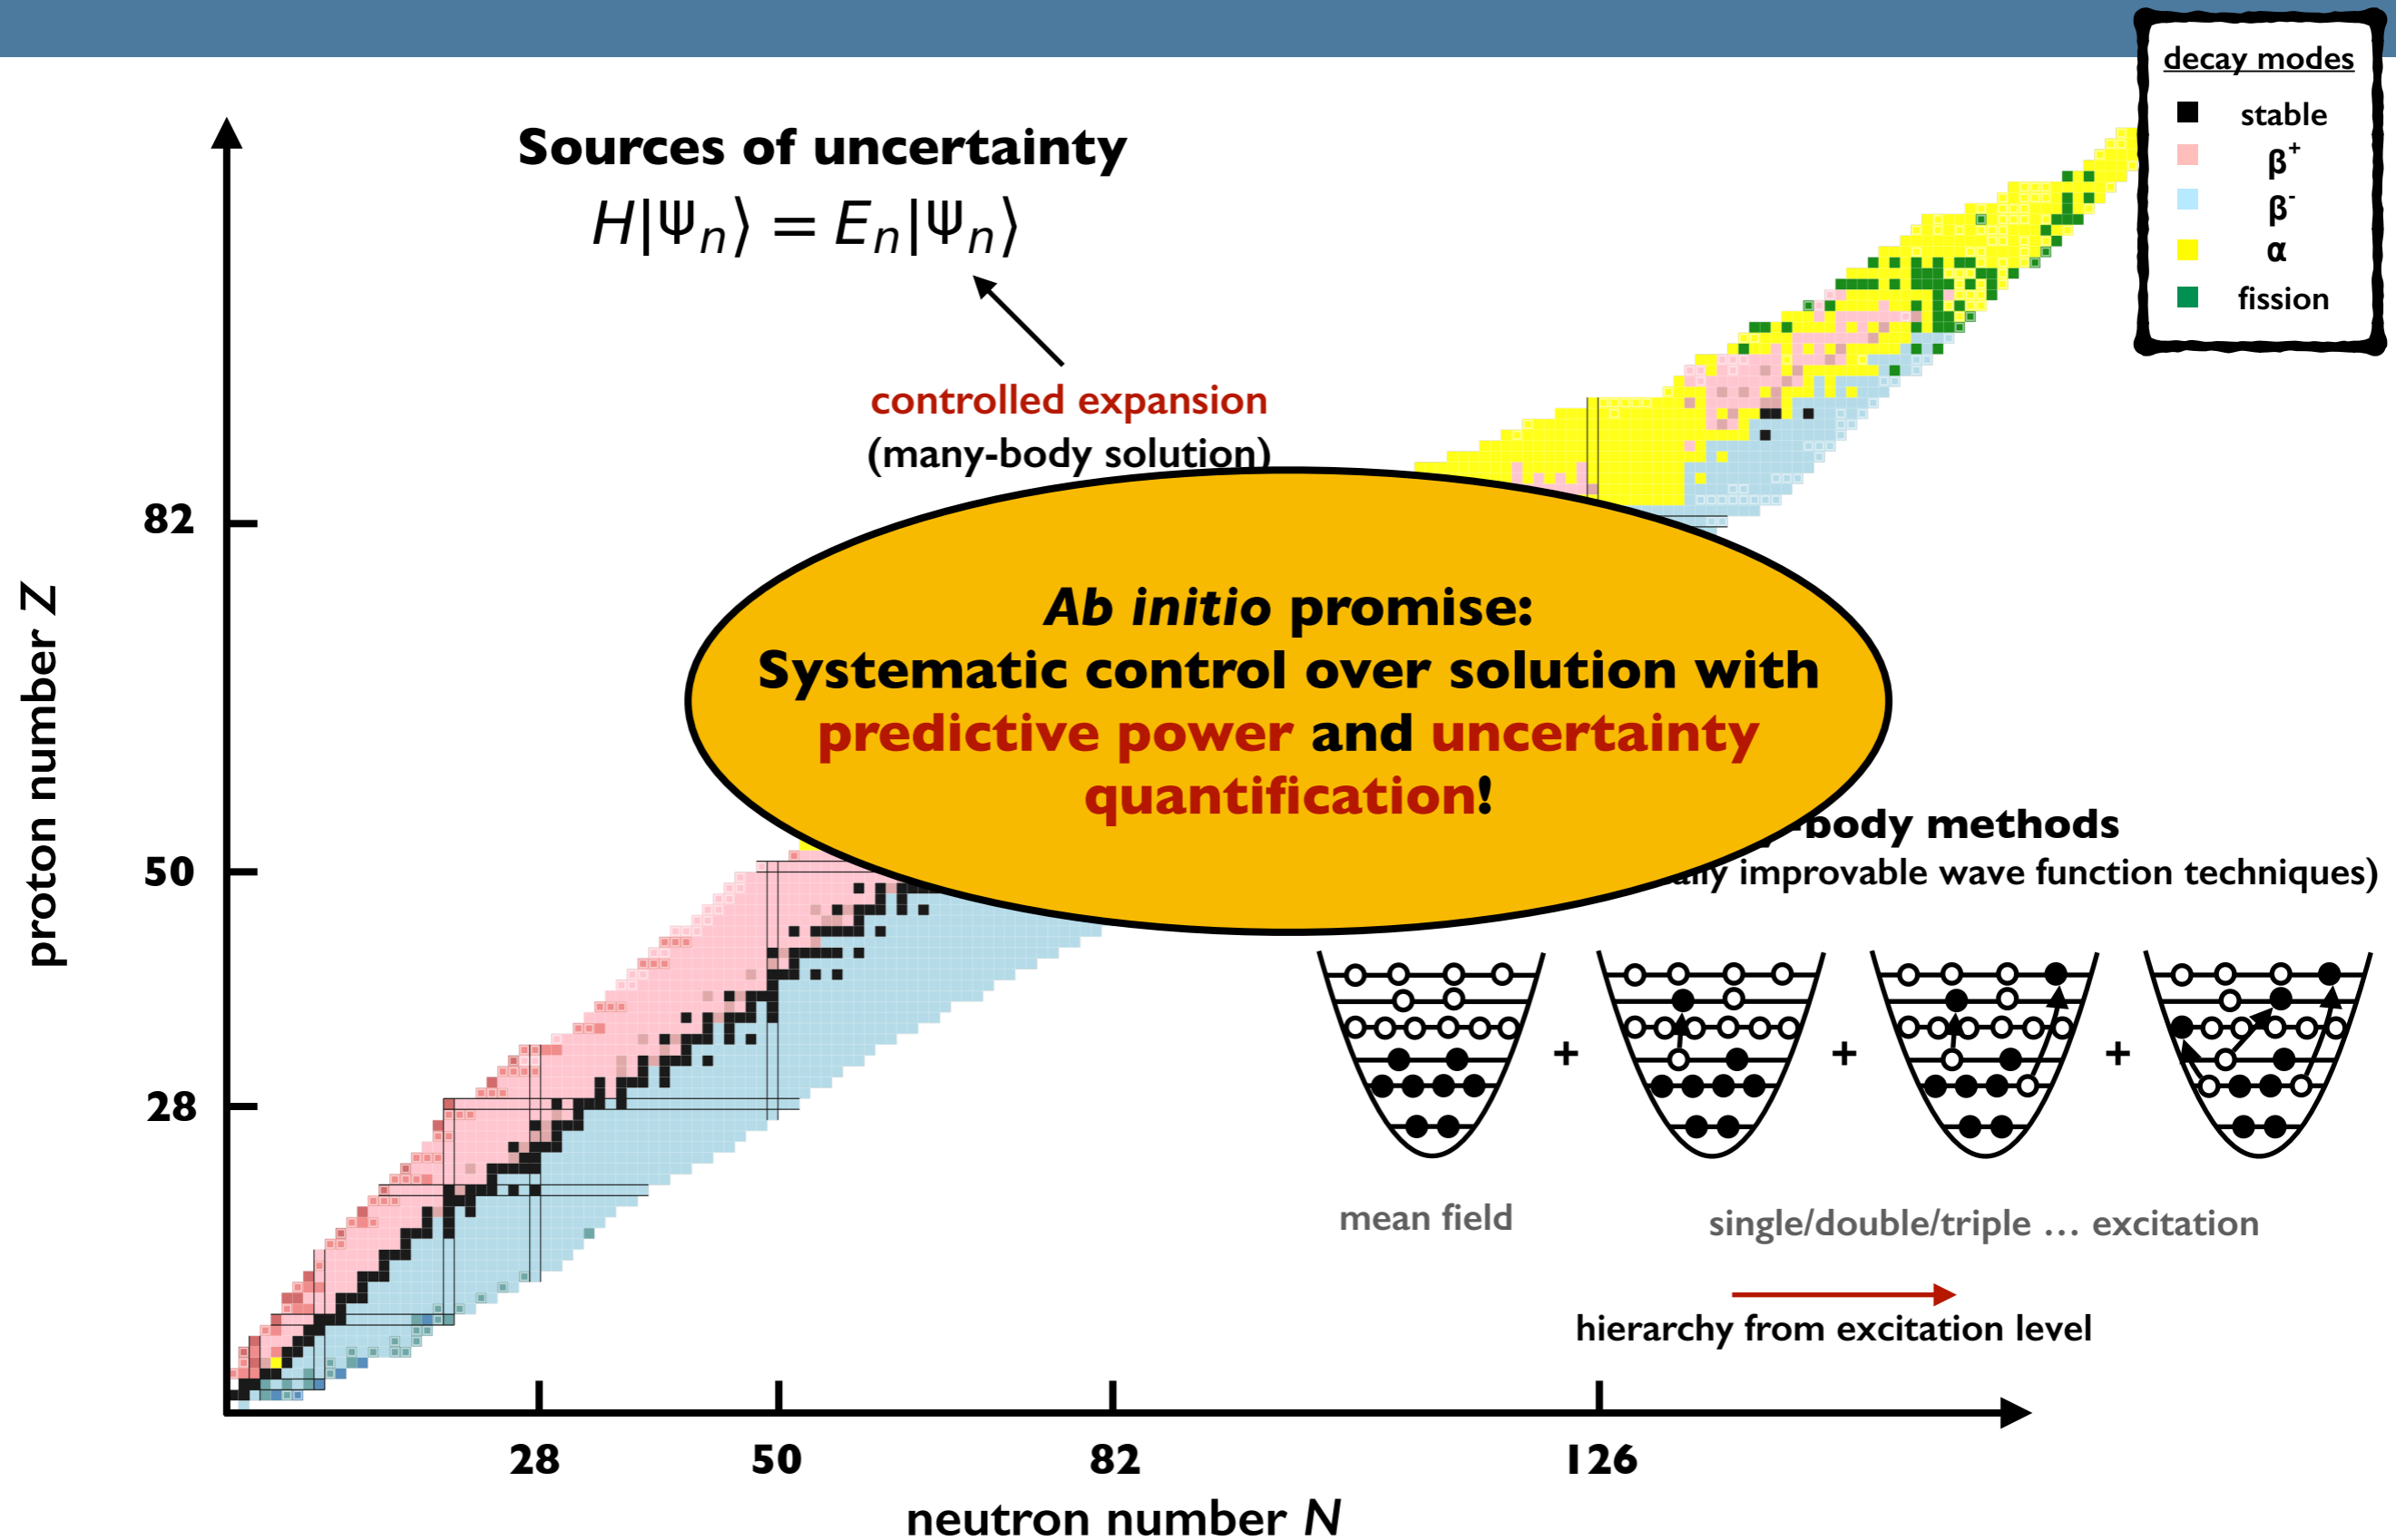 decay modes
stable
β⁺
β⁻
α
fission
Sources of uncertainty
H|Ψn⟩ = En|Ψn⟩
controlled expansion
(many-body solution)
Ab initio promise:
Systematic control over solution with
predictive power and uncertainty
quantification!
-body methods
improvable wave function techniques)
proton number Z
82
50
28
+
+
+
mean field
single/double/triple … excitation
hierarchy from excitation level
28
50
82
126
neutron number N